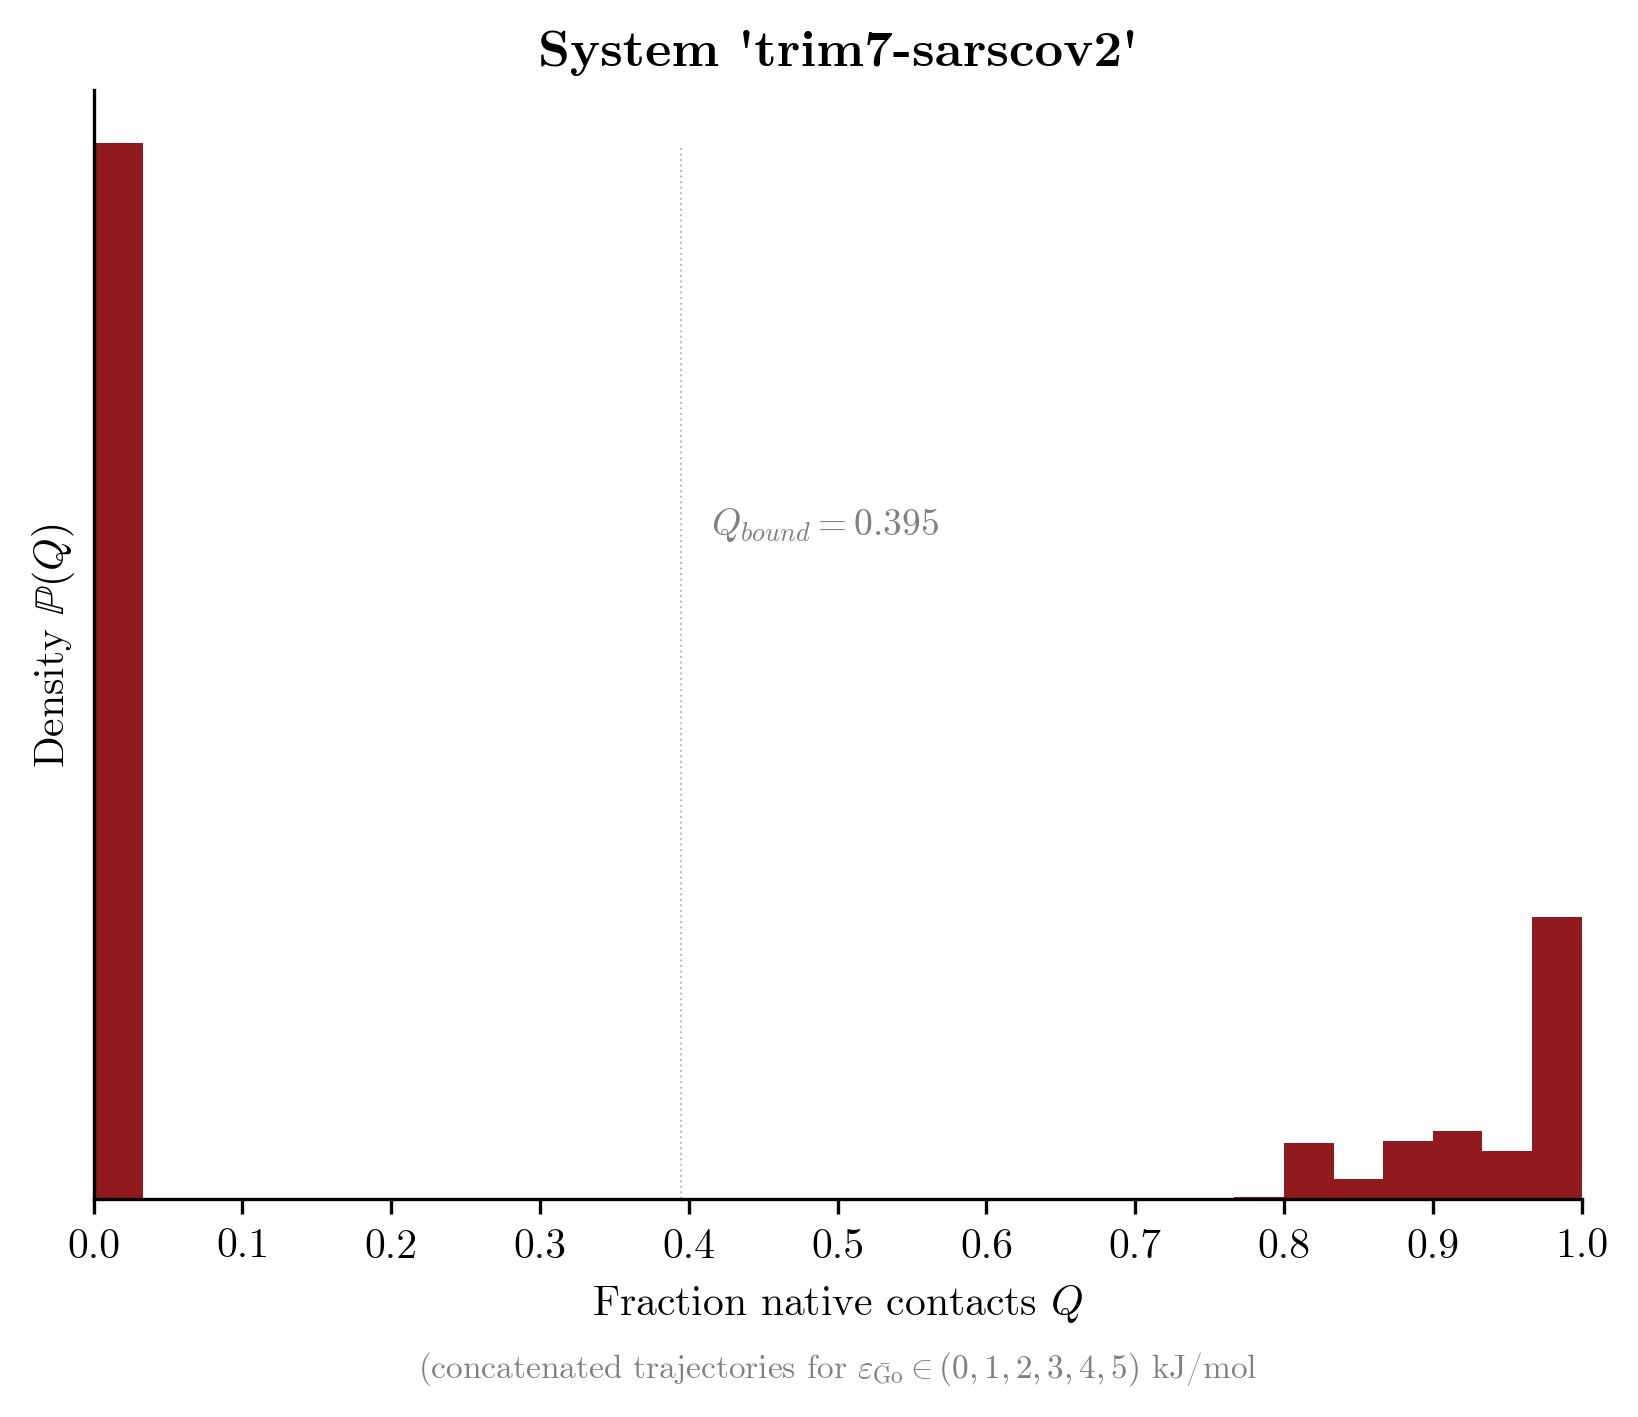 System 'trim7-sarscov2'
Density ℙ(Q)
Q_bound = 0.395
0.0 0.1 0.2 0.3 0.4 0.5 0.6 0.7 0.8 0.9 1.0
Fraction native contacts Q
(concatenated trajectories for ε_Ḡo ∈ (0, 1, 2, 3, 4, 5) kJ/mol